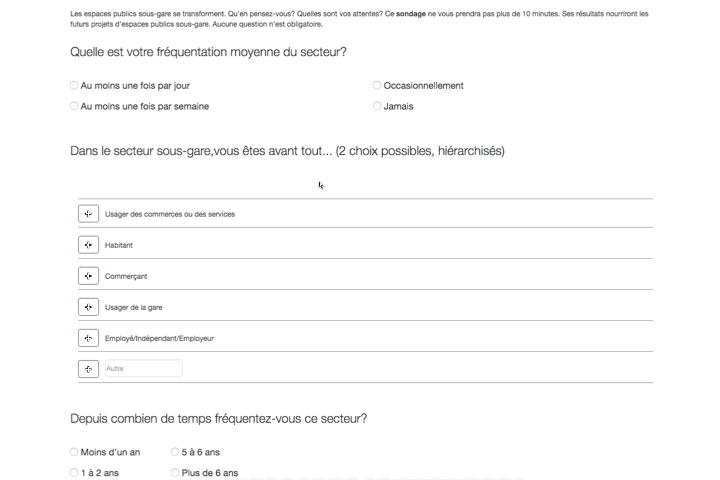 Les espaces publics sous-gare se transforment. Qu'en pensez-vous? Quelles sont vos attentes? Ce sondage ne vous prendra pas plus de 10 minutes. Ses résultats nourriront les
futurs projets d'espaces publics sous-gare. Aucune question n'est obligatoire.
Quelle est votre fréquentation moyenne du secteur?
Au moins une fois par jour
Occasionnellement
Au moins une fois par semaine
Jamais
Dans le secteur sous-gare,vous êtes avant tout... (2 choix possibles, hiérarchisés)
Usager des commerces ou des services
Habitant
Commerçant
Usager de la gare
Employé/Indépendant/Employeur
Autre
Depuis combien de temps fréquentez-vous ce secteur?
Moins d'un an
5 à 6 ans
1 à 2 ans
Plus de 6 ans